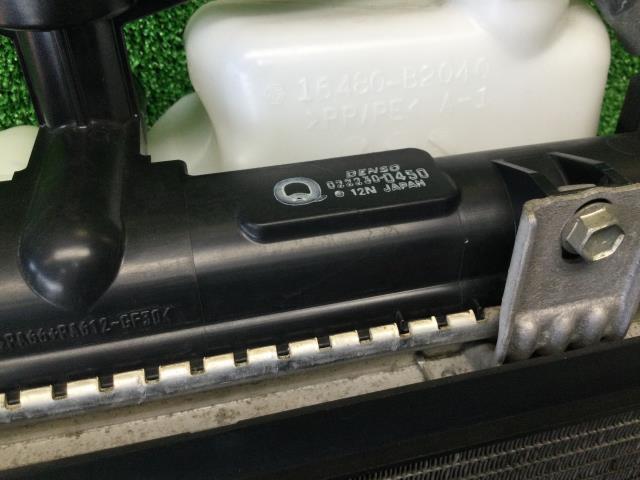 16480-B2040
>PP/PE< A-1
DENSO
Q
022230-0450
12N JAPAN
>PA66+PA612-GF30<